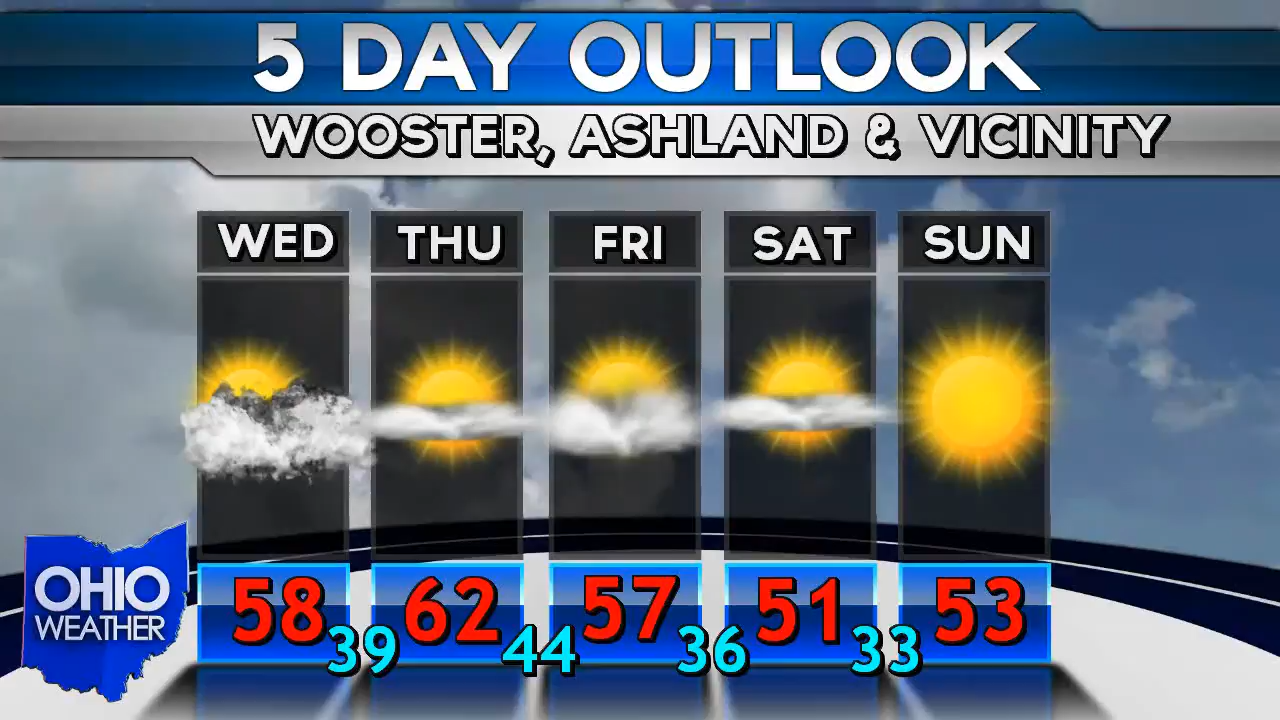 5 DAY OUTLOOK
WOOSTER, ASHLAND & VICINITY
WED THU FRI SAT SUN
58 62 57 51 53
39 44 36 33
OHIO
WEATHER